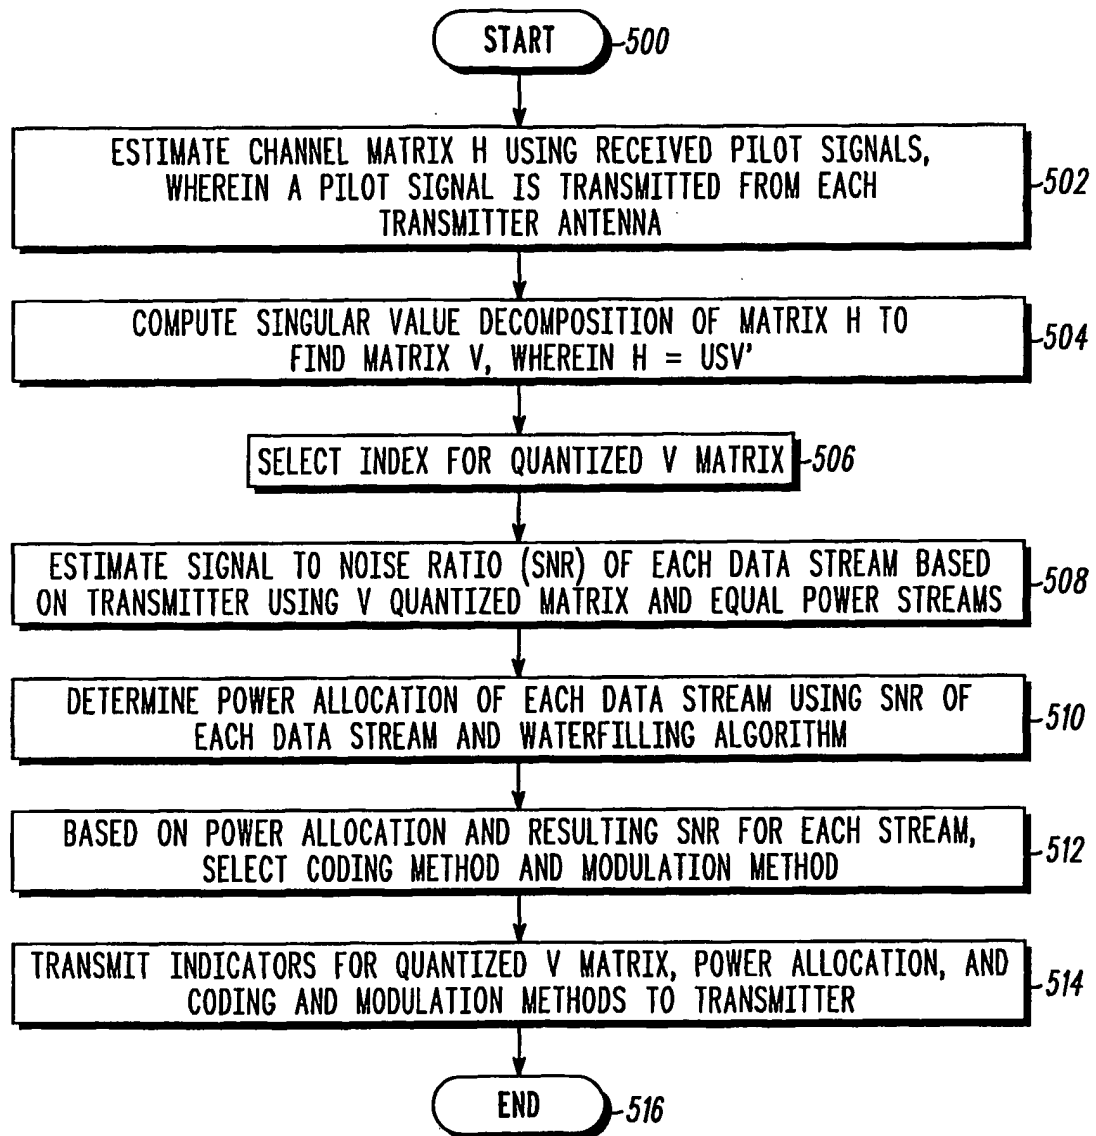 START
500
ESTIMATE CHANNEL MATRIX H USING RECEIVED PILOT SIGNALS,
WHEREIN A PILOT SIGNAL IS TRANSMITTED FROM EACH
TRANSMITTER ANTENNA
502
COMPUTE SINGULAR VALUE DECOMPOSITION OF MATRIX H TO
FIND MATRIX V, WHEREIN H = USV'
504
SELECT INDEX FOR QUANTIZED V MATRIX
506
ESTIMATE SIGNAL TO NOISE RATIO (SNR) OF EACH DATA STREAM BASED
ON TRANSMITTER USING V QUANTIZED MATRIX AND EQUAL POWER STREAMS
508
DETERMINE POWER ALLOCATION OF EACH DATA STREAM USING SNR OF
EACH DATA STREAM AND WATERFILLING ALGORITHM
510
BASED ON POWER ALLOCATION AND RESULTING SNR FOR EACH STREAM,
SELECT CODING METHOD AND MODULATION METHOD
512
TRANSMIT INDICATORS FOR QUANTIZED V MATRIX, POWER ALLOCATION, AND
CODING AND MODULATION METHODS TO TRANSMITTER
514
END
516